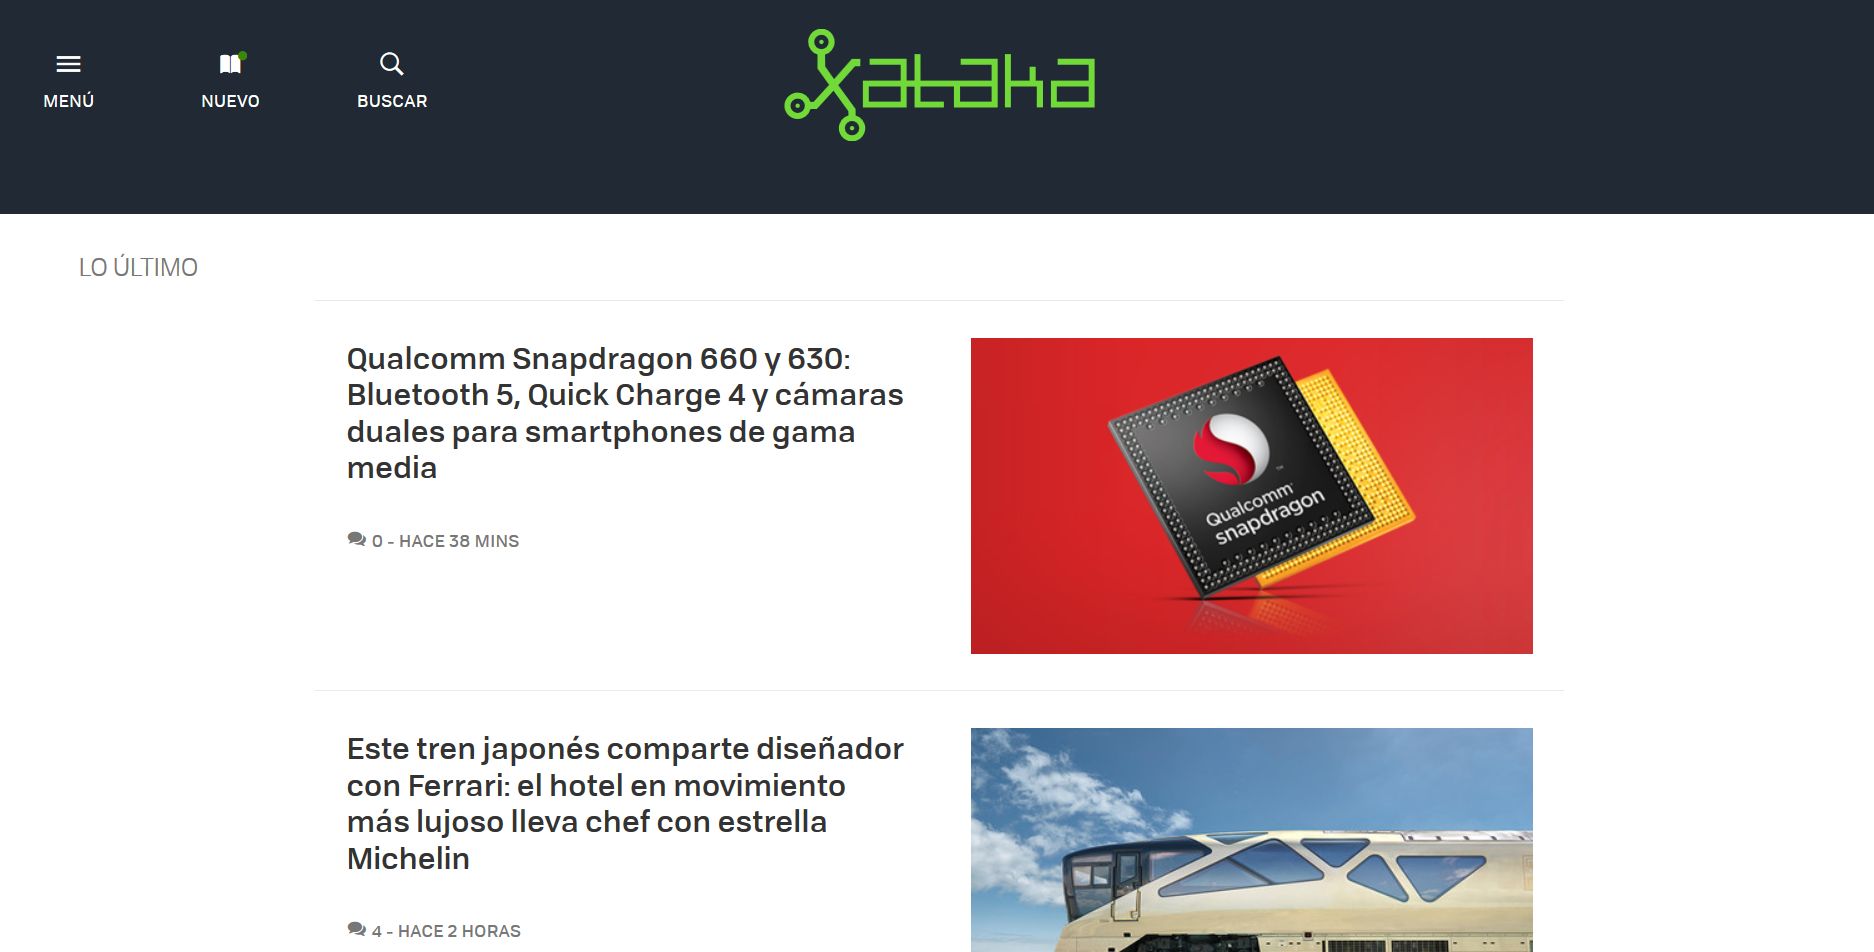 MENÚ
NUEVO
BUSCAR
xataka
LO ÚLTIMO
Qualcomm Snapdragon 660 y 630:
Bluetooth 5, Quick Charge 4 y cámaras
duales para smartphones de gama
media
0 - HACE 38 MINS
Qualcomm
snapdragon
TM
Este tren japonés comparte diseñador
con Ferrari: el hotel en movimiento
más lujoso lleva chef con estrella
Michelin
4 - HACE 2 HORAS